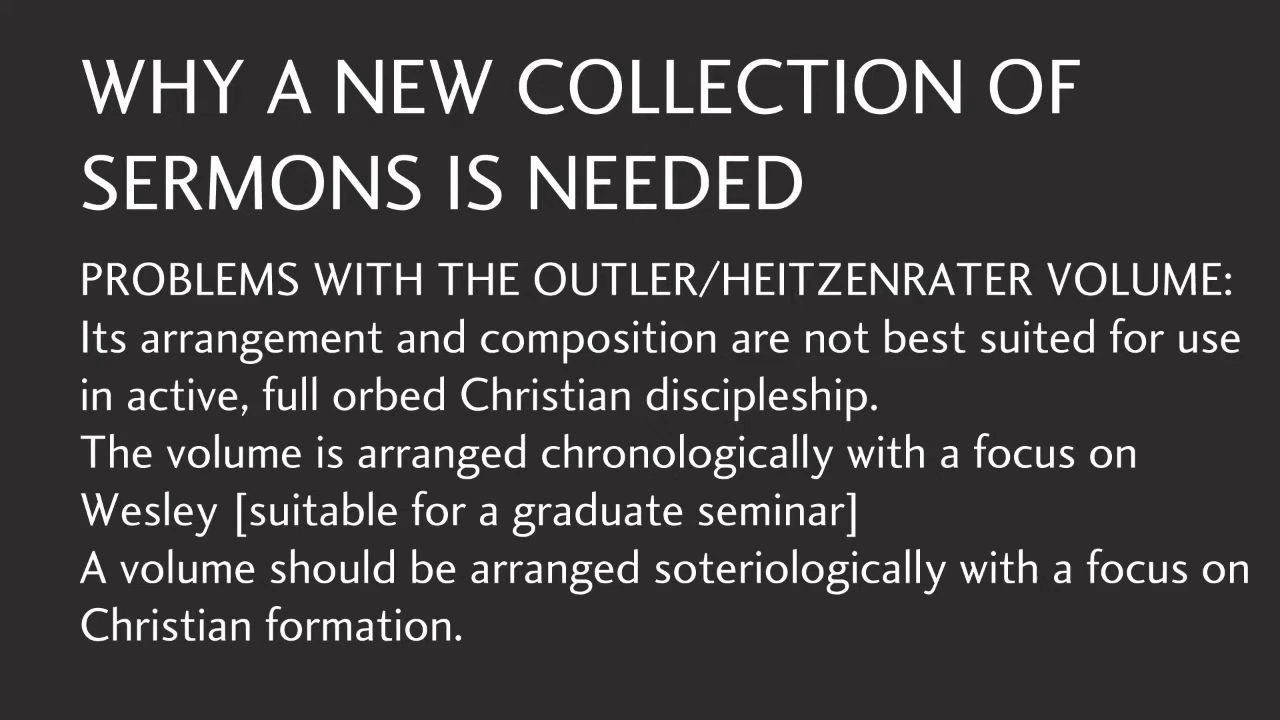 WHY A NEW COLLECTION OF
SERMONS IS NEEDED
PROBLEMS WITH THE OUTLER/HEITZENRATER VOLUME:
Its arrangement and composition are not best suited for use
in active, full orbed Christian discipleship.
The volume is arranged chronologically with a focus on
Wesley [suitable for a graduate seminar]
A volume should be arranged soteriologically with a focus on
Christian formation.